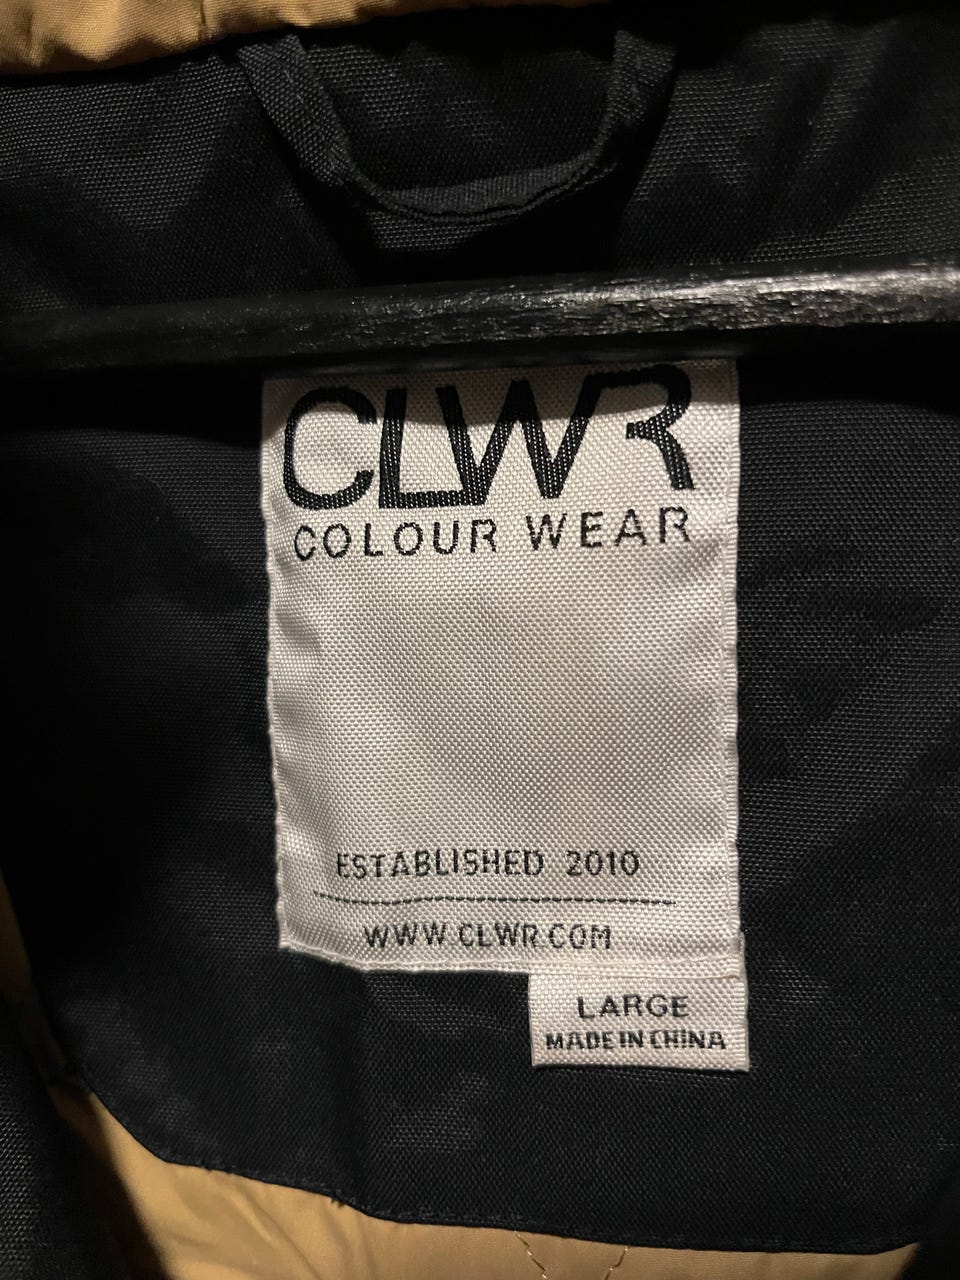 CLWR
COLOUR WEAR
ESTABLISHED 2010
WWW.CLWR.COM
LARGE
MADE IN CHINA